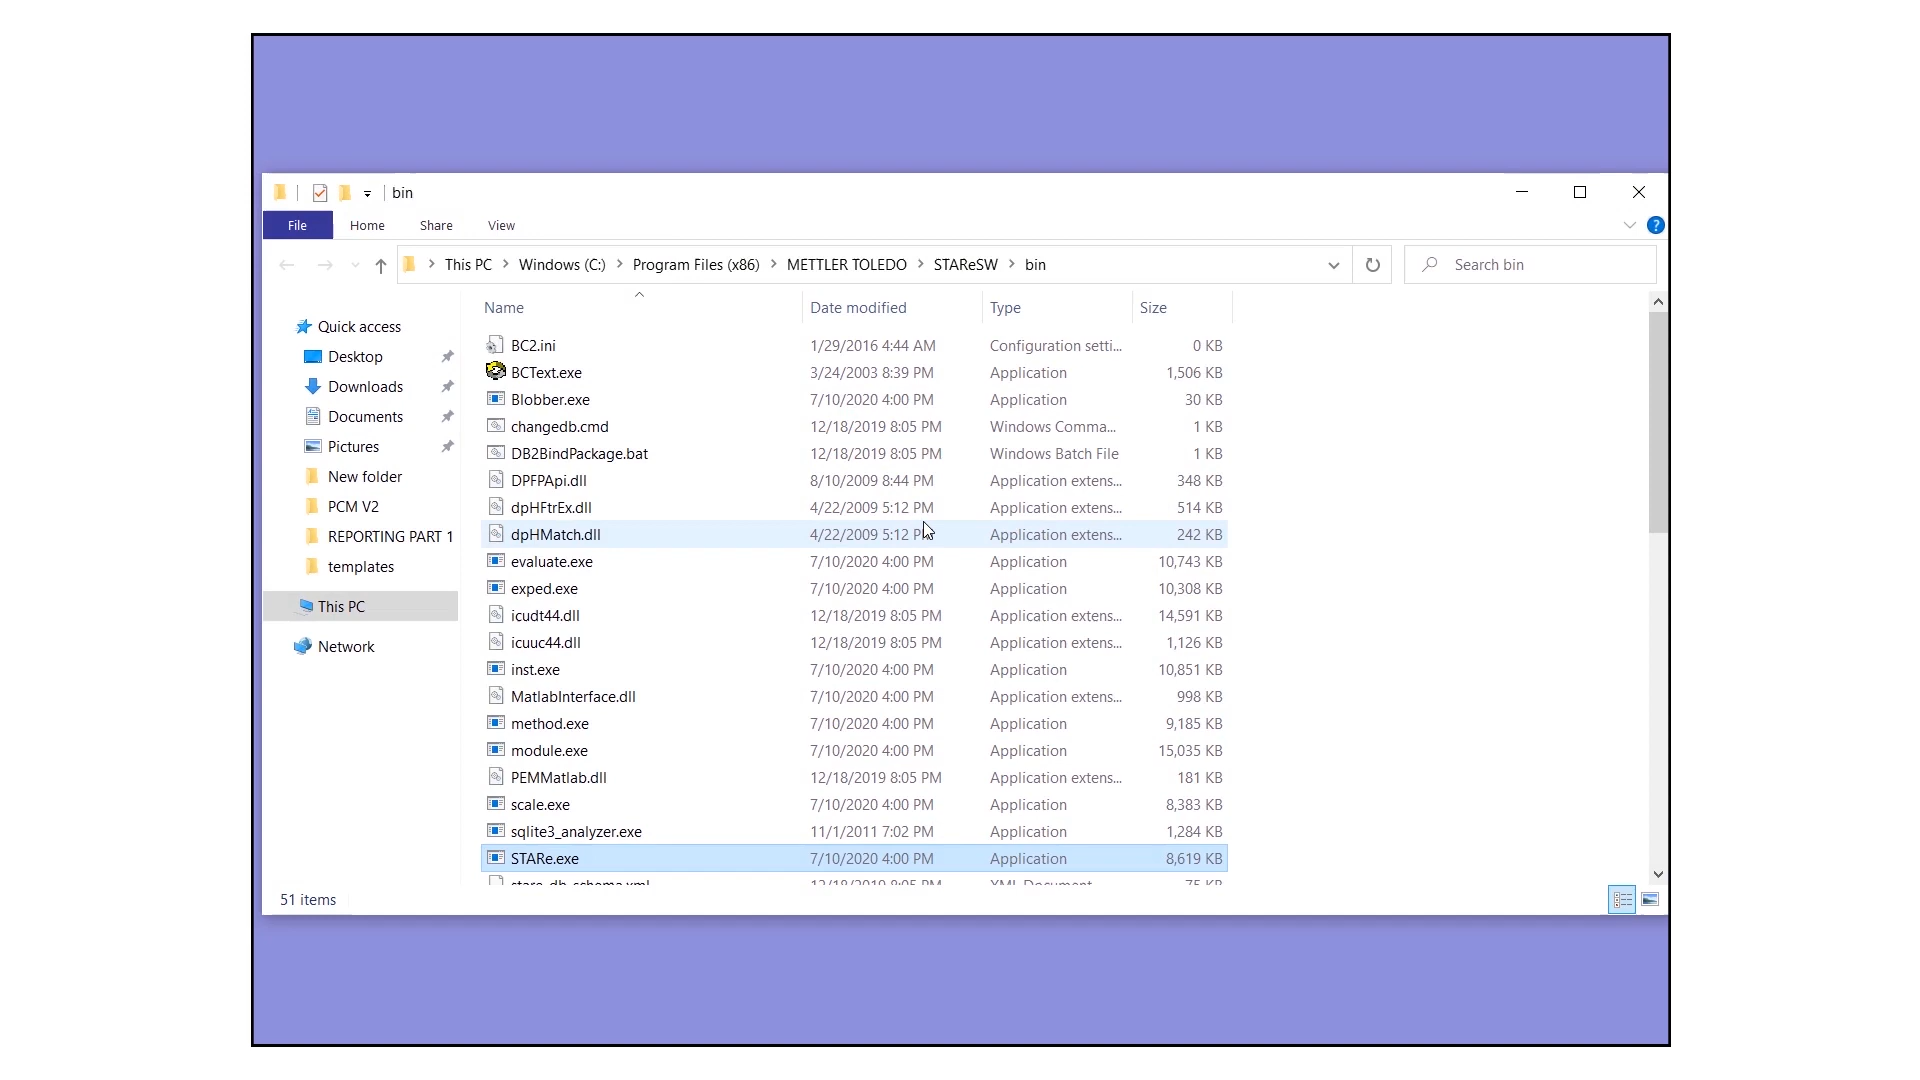 bin
File Home Share View
This PC Windows (C:) Program Files (x86) METTLER TOLEDO STAReSW bin
Search bin
Name Date modified Type Size
Quick access
Desktop
Downloads
Documents
Pictures
New folder
PCM V2
REPORTING PART 1
templates
This PC
Network
BC2.ini 1/29/2016 4:44 AM Configuration setti... 0 KB
BCText.exe 3/24/2003 8:39 PM Application 1,506 KB
Blobber.exe 7/10/2020 4:00 PM Application 30 KB
changedb.cmd 12/18/2019 8:05 PM Windows Comma... 1 KB
DB2BindPackage.bat 12/18/2019 8:05 PM Windows Batch File 1 KB
DPFPApi.dll 8/10/2009 8:44 PM Application extens... 348 KB
dpHFtrEx.dll 4/22/2009 5:12 PM Application extens... 514 KB
dpHMatch.dll 4/22/2009 5:12 PM Application extens... 242 KB
evaluate.exe 7/10/2020 4:00 PM Application 10,743 KB
exped.exe 7/10/2020 4:00 PM Application 10,308 KB
icudt44.dll 12/18/2019 8:05 PM Application extens... 14,591 KB
icuuc44.dll 12/18/2019 8:05 PM Application extens... 1,126 KB
inst.exe 7/10/2020 4:00 PM Application 10,851 KB
MatlabInterface.dll 7/10/2020 4:00 PM Application extens... 998 KB
method.exe 7/10/2020 4:00 PM Application 9,185 KB
module.exe 7/10/2020 4:00 PM Application 15,035 KB
PEMMatlab.dll 12/18/2019 8:05 PM Application extens... 181 KB
scale.exe 7/10/2020 4:00 PM Application 8,383 KB
sqlite3_analyzer.exe 11/1/2011 7:02 PM Application 1,284 KB
STARe.exe 7/10/2020 4:00 PM Application 8,619 KB
stare_db_schema.xml 12/18/2019 8:05 PM XML Document 75 KB
51 items